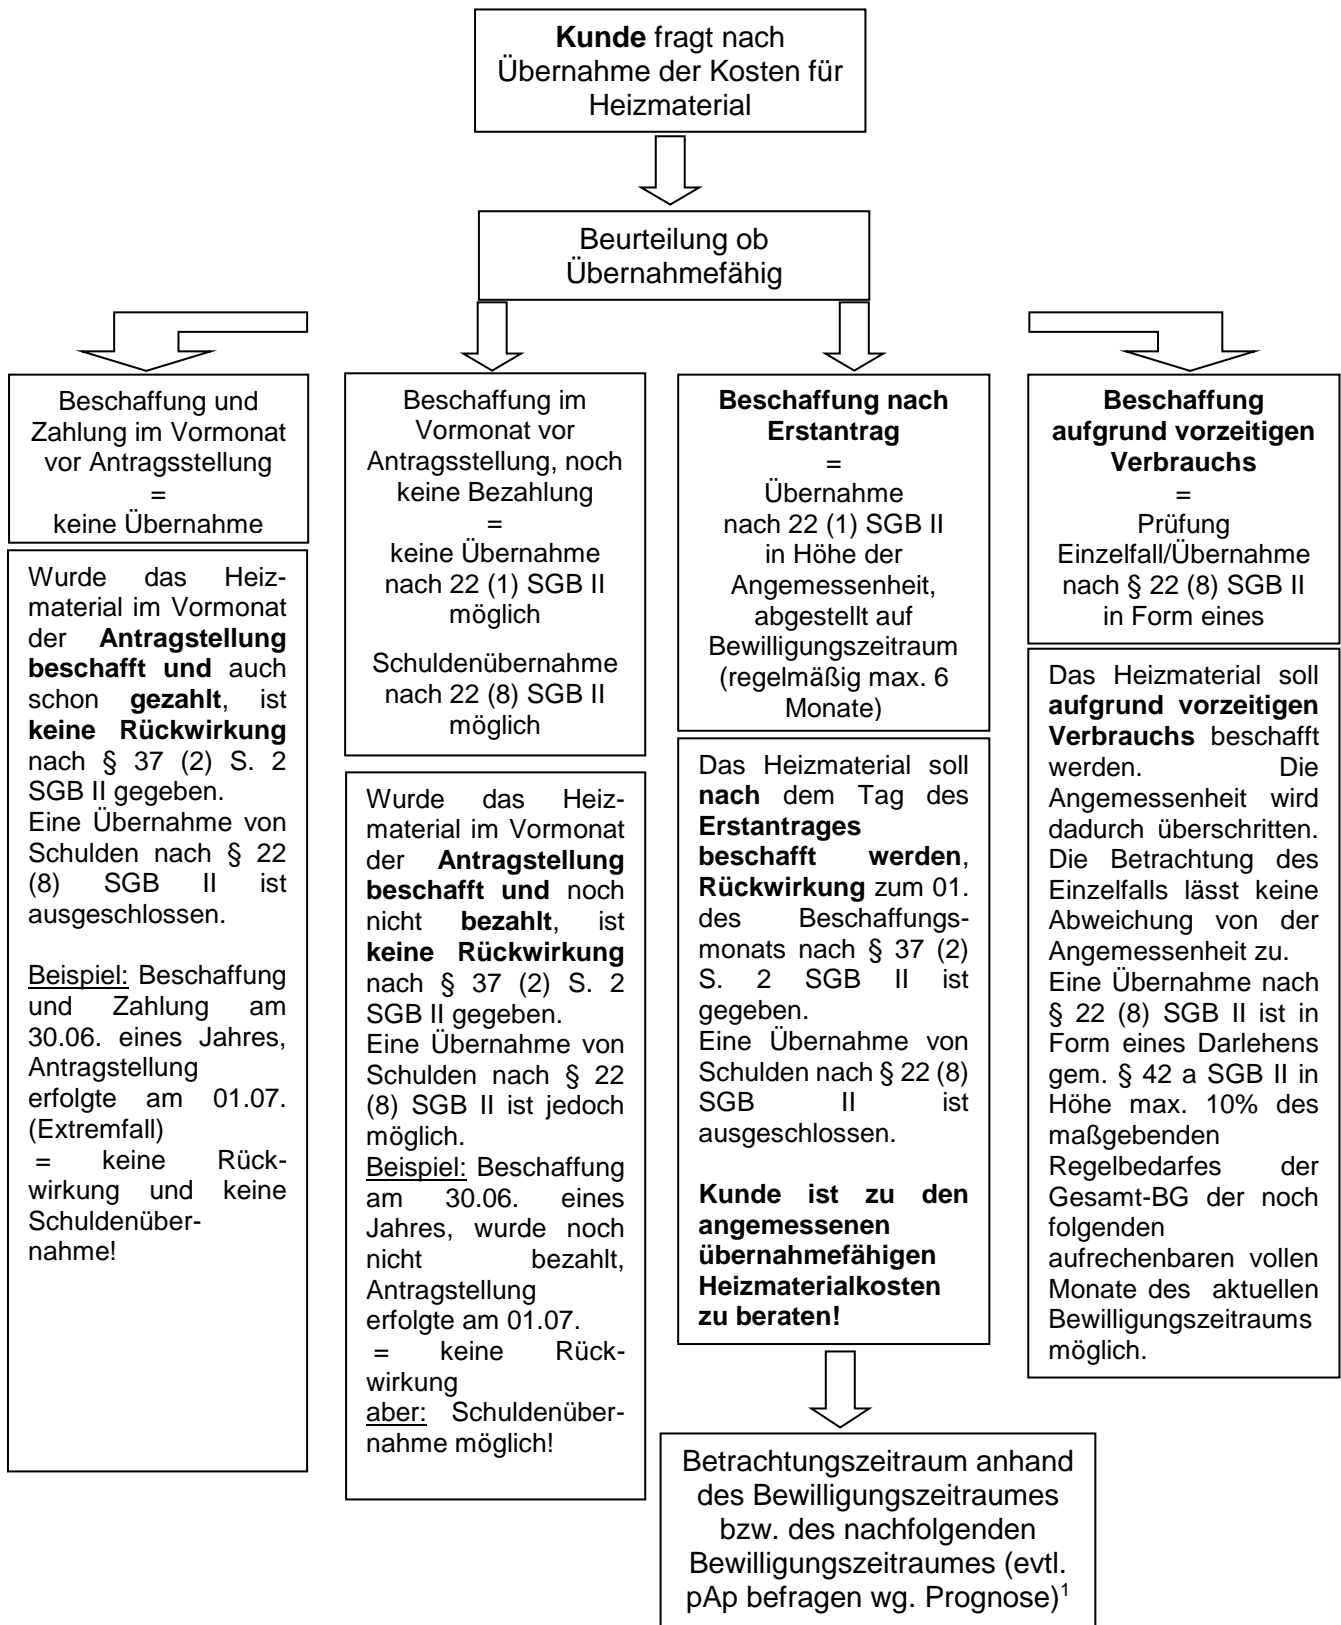 Kunde fragt nach
Übernahme der Kosten für
Heizmaterial
Beurteilung ob
Übernahmefähig
Beschaffung und
Zahlung im Vormonat
vor Antragsstellung
=
keine Übernahme
Wurde das Heiz-
material im Vormonat
der Antragstellung
beschafft und auch
schon gezahlt, ist
keine Rückwirkung
nach § 37 (2) S. 2
SGB II gegeben.
Eine Übernahme von
Schulden nach § 22
(8) SGB II ist
ausgeschlossen.
Beispiel: Beschaffung
und Zahlung am
30.06. eines Jahres,
Antragstellung
erfolgte am 01.07.
(Extremfall)
= keine Rück-
wirkung und keine
Schuldenüber-
nahme!
Beschaffung im
Vormonat vor
Antragsstellung, noch
keine Bezahlung
=
keine Übernahme
nach 22 (1) SGB II
möglich
Schuldenübernahme
nach 22 (8) SGB II
möglich
Wurde das Heiz-
material im Vormonat
der Antragstellung
beschafft und noch
nicht bezahlt, ist
keine Rückwirkung
nach § 37 (2) S. 2
SGB II gegeben.
Eine Übernahme von
Schulden nach § 22
(8) SGB II ist jedoch
möglich.
Beispiel: Beschaffung
am 30.06. eines
Jahres, wurde noch
nicht bezahlt,
Antragstellung
erfolgte am 01.07.
= keine Rück-
wirkung
aber: Schuldenüber-
nahme möglich!
Beschaffung nach
Erstantrag
=
Übernahme
nach 22 (1) SGB II
in Höhe der
Angemessenheit,
abgestellt auf
Bewilligungszeitraum
(regelmäßig max. 6
Monate)
Das Heizmaterial soll
nach dem Tag des
Erstantrages
beschafft werden,
Rückwirkung zum 01.
des Beschaffungs-
monats nach § 37 (2)
S. 2 SGB II ist
gegeben.
Eine Übernahme von
Schulden nach § 22 (8)
SGB II ist
ausgeschlossen.
Kunde ist zu den
angemessenen
übernahmefähigen
Heizmaterialkosten
zu beraten!
Betrachtungszeitraum anhand
des Bewilligungszeitraumes
bzw. des nachfolgenden
Bewilligungszeitraumes (evtl.
pAp befragen wg. Prognose)¹
Beschaffung
aufgrund vorzeitigen
Verbrauchs
=
Prüfung
Einzelfall/Übernahme
nach § 22 (8) SGB II
in Form eines
Das Heizmaterial soll
aufgrund vorzeitigen
Verbrauchs beschafft
werden. Die
Angemessenheit wird
dadurch überschritten.
Die Betrachtung des
Einzelfalls lässt keine
Abweichung von der
Angemessenheit zu.
Eine Übernahme nach
§ 22 (8) SGB II ist in
Form eines Darlehens
gem. § 42 a SGB II in
Höhe max. 10% des
maßgebenden
Regelbedarfes der
Gesamt-BG der noch
folgenden
aufrechenbaren vollen
Monate des aktuellen
Bewilligungszeitraums
möglich.